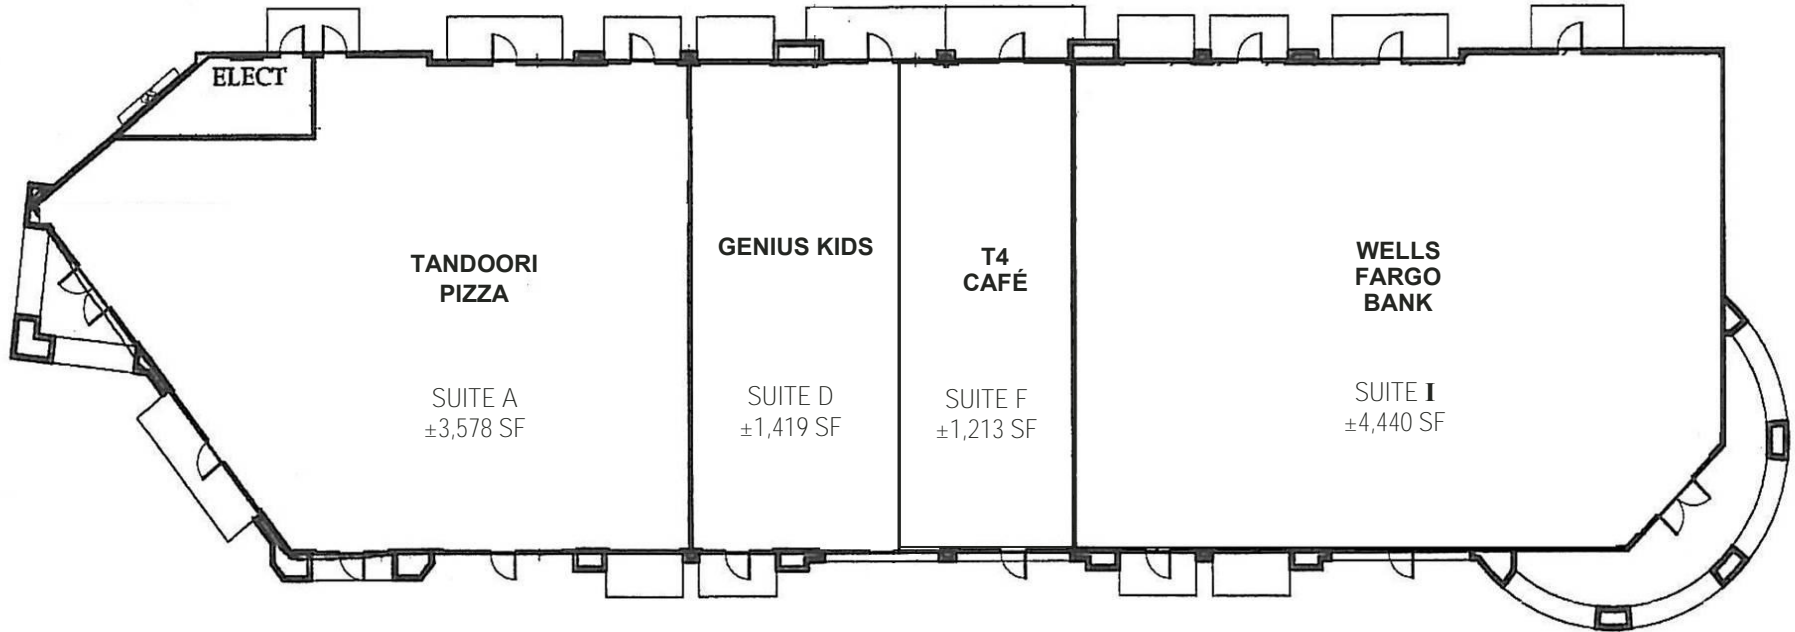 ELECT
TANDOORI
PIZZA
SUITE A
±3,578 SF
GENIUS KIDS
SUITE D
±1,419 SF
T4
CAFÉ
SUITE F
±1,213 SF
WELLS
FARGO
BANK
SUITE I
±4,440 SF